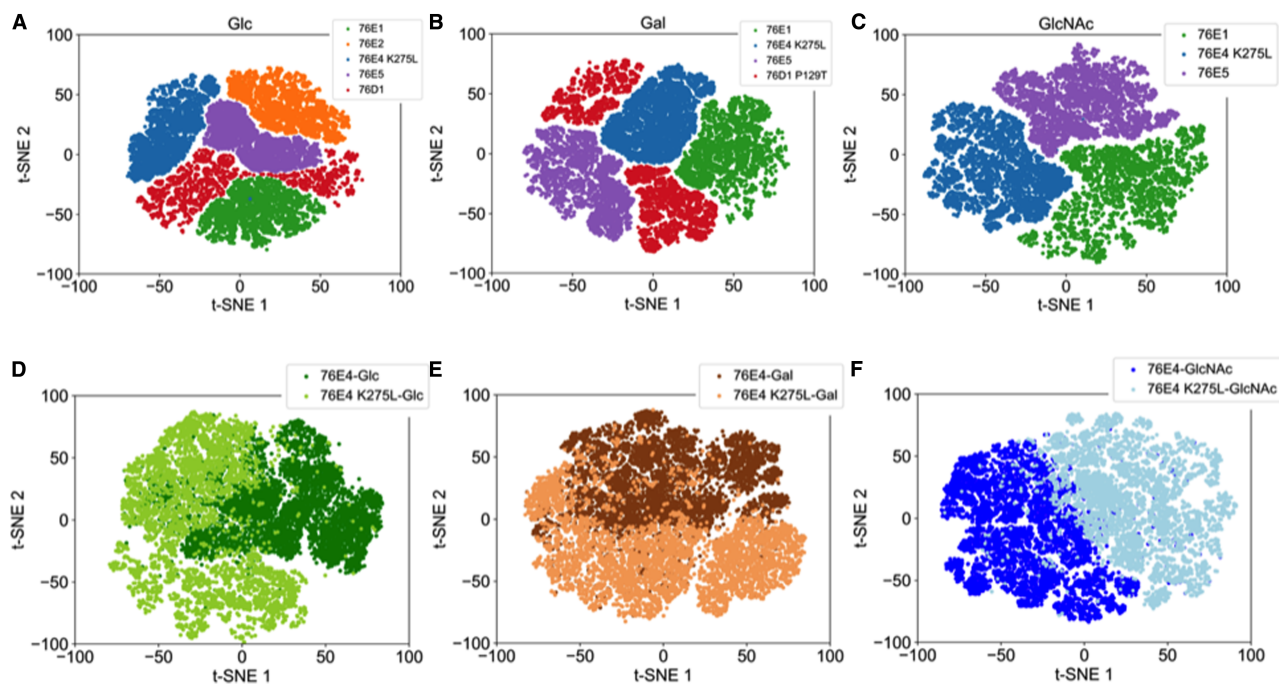 A
Glc
76E1
76E2
76E4 K275L
76E5
76D1
100
50
0
−50
−100
t-SNE 2
−100 −50 0 50 100
t-SNE 1
B
Gal
76E1
76E4 K275L
76E5
76D1 P129T
100
50
0
−50
−100
t-SNE 2
−100 −50 0 50 100
t-SNE 1
C
GlcNAc
76E1
76E4 K275L
76E5
100
50
0
−50
−100
t-SNE 2
−100 −50 0 50 100
t-SNE 1
D
76E4-Glc
76E4 K275L-Glc
100
50
0
−50
−100
t-SNE 2
−100 −50 0 50 100
t-SNE 1
E
76E4-Gal
76E4 K275L-Gal
100
50
0
−50
−100
t-SNE 2
−100 −50 0 50 100
t-SNE 1
F
76E4-GlcNAc
76E4 K275L-GlcNAc
100
50
0
−50
−100
t-SNE 2
−100 −50 0 50 100
t-SNE 1